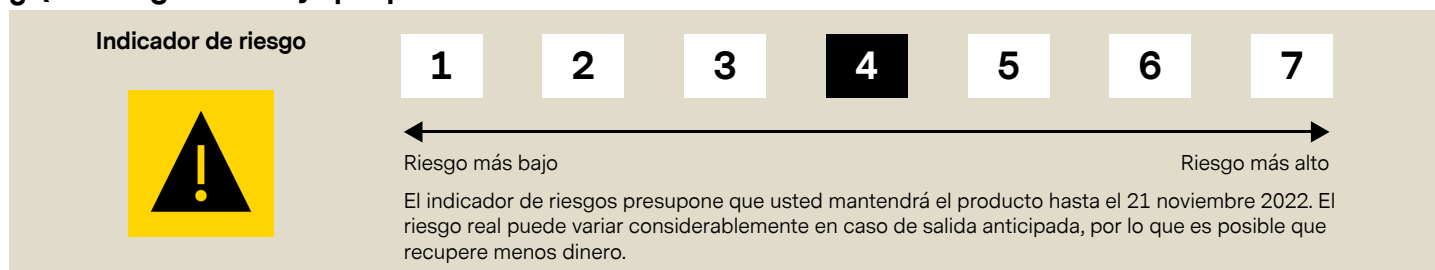 Indicador de riesgo
1 2 3 4 5 6 7
Riesgo más bajo Riesgo más alto
El indicador de riesgos presupone que usted mantendrá el producto hasta el 21 noviembre 2022. El
riesgo real puede variar considerablemente en caso de salida anticipada, por lo que es posible que
recupere menos dinero.